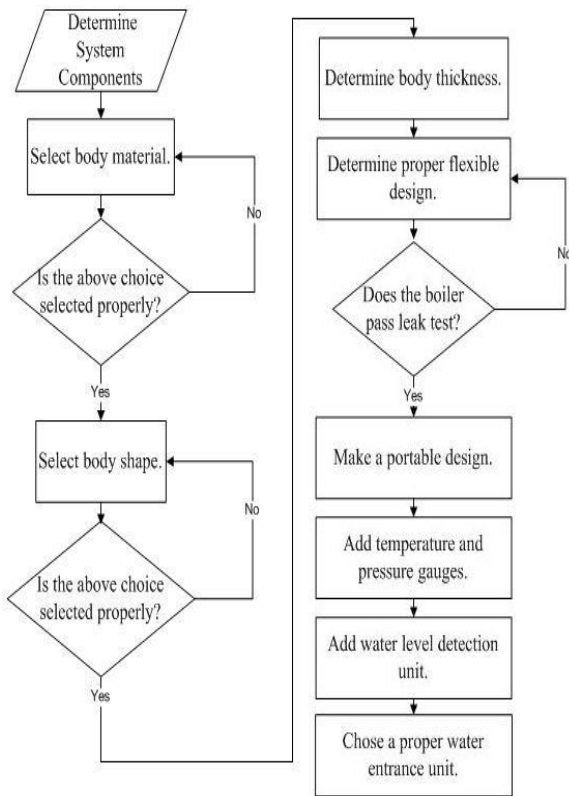 Determine
System
Components
Select body material.
No
Is the above choice
selected properly?
Yes
Select body shape.
No
Is the above choice
selected properly?
Yes
Determine body thickness.
Determine proper flexible
design.
No
Does the boiler
pass leak test?
Yes
Make a portable design.
Add temperature and
pressure gauges.
Add water level detection
unit.
Chose a proper water
entrance unit.